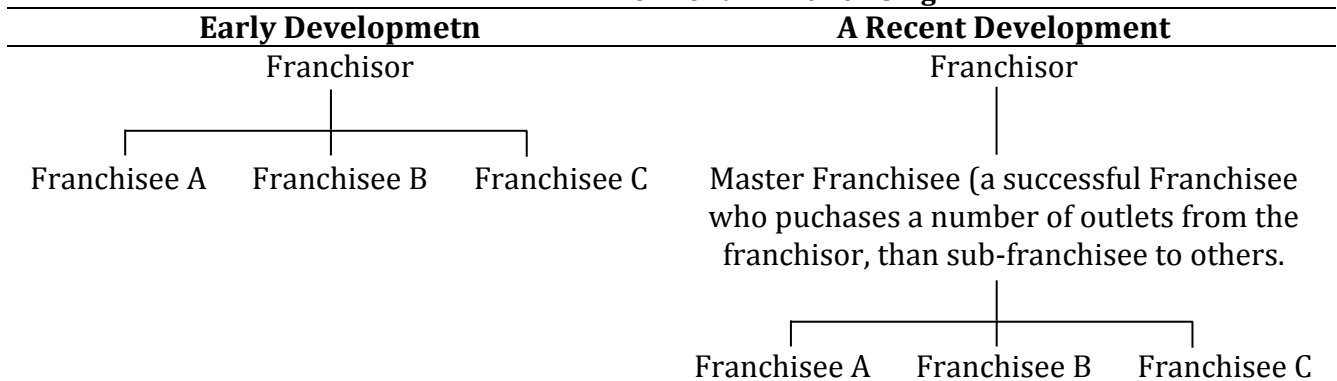 Early Developmetn A Recent Development
Franchisor Franchisor
Franchisee A Franchisee B Franchisee C Master Franchisee (a successful Franchisee
who puchases a number of outlets from the
franchisor, than sub-franchisee to others.
Franchisee A Franchisee B Franchisee C